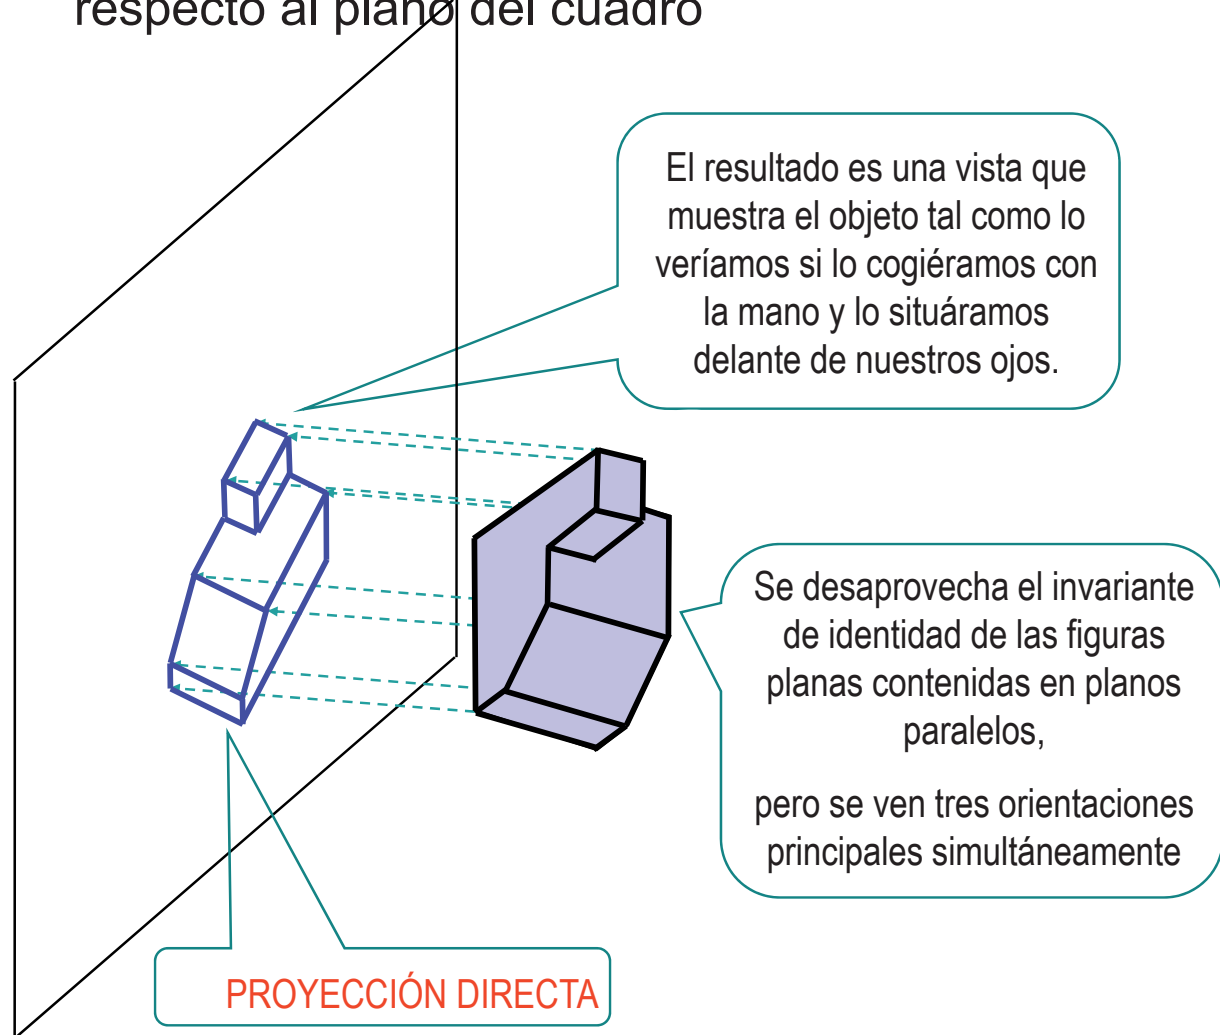 respecto al plano del cuadro
El resultado es una vista que
muestra el objeto tal como lo
veríamos si lo cogiéramos con
la mano y lo situáramos
delante de nuestros ojos.
Se desaprovecha el invariante
de identidad de las figuras
planas contenidas en planos
paralelos,
pero se ven tres orientaciones
principales simultáneamente
PROYECCIÓN DIRECTA